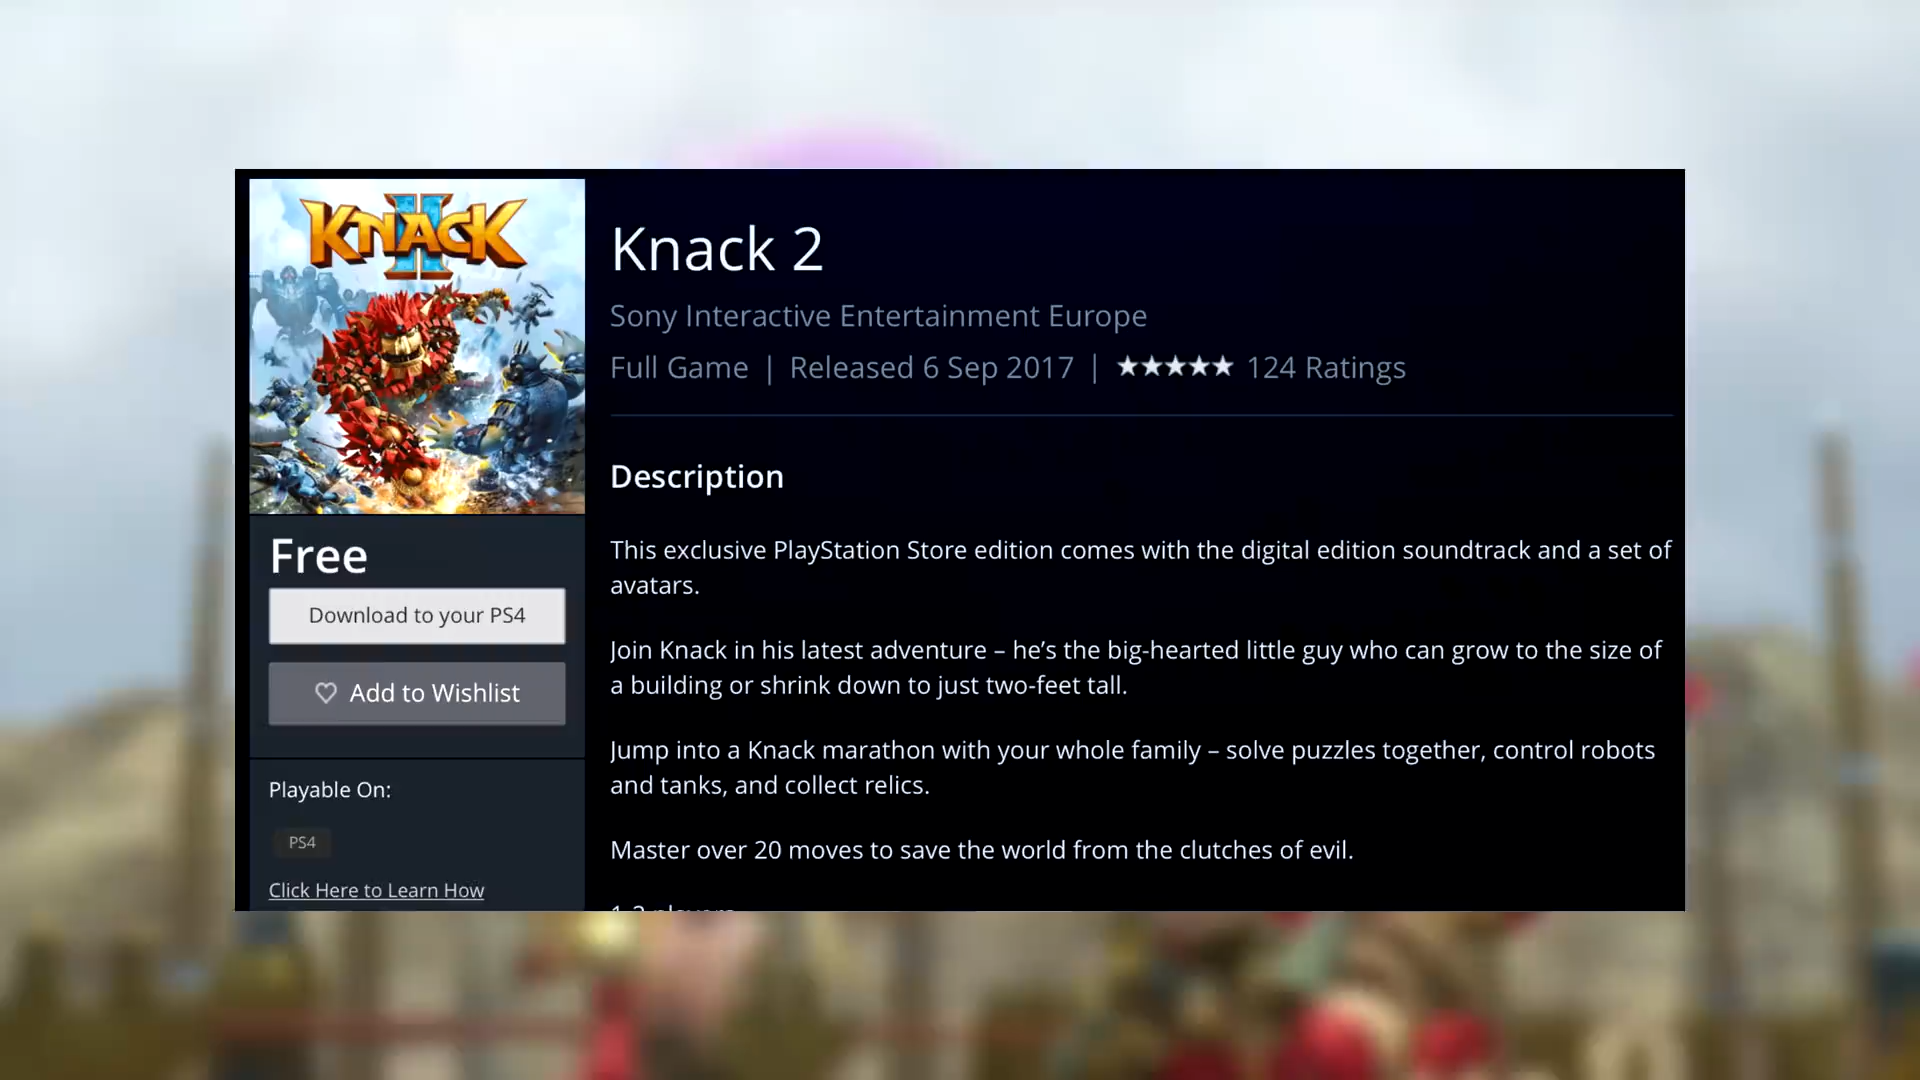 KNACK II
Free
Download to your PS4
Add to Wishlist
Playable On:
PS4
Click Here to Learn How
Knack 2
Sony Interactive Entertainment Europe
Full Game | Released 6 Sep 2017 | ★★★★★ 124 Ratings
Description
This exclusive PlayStation Store edition comes with the digital edition soundtrack and a set of
avatars.
Join Knack in his latest adventure – he’s the big-hearted little guy who can grow to the size of
a building or shrink down to just two-feet tall.
Jump into a Knack marathon with your whole family – solve puzzles together, control robots
and tanks, and collect relics.
Master over 20 moves to save the world from the clutches of evil.